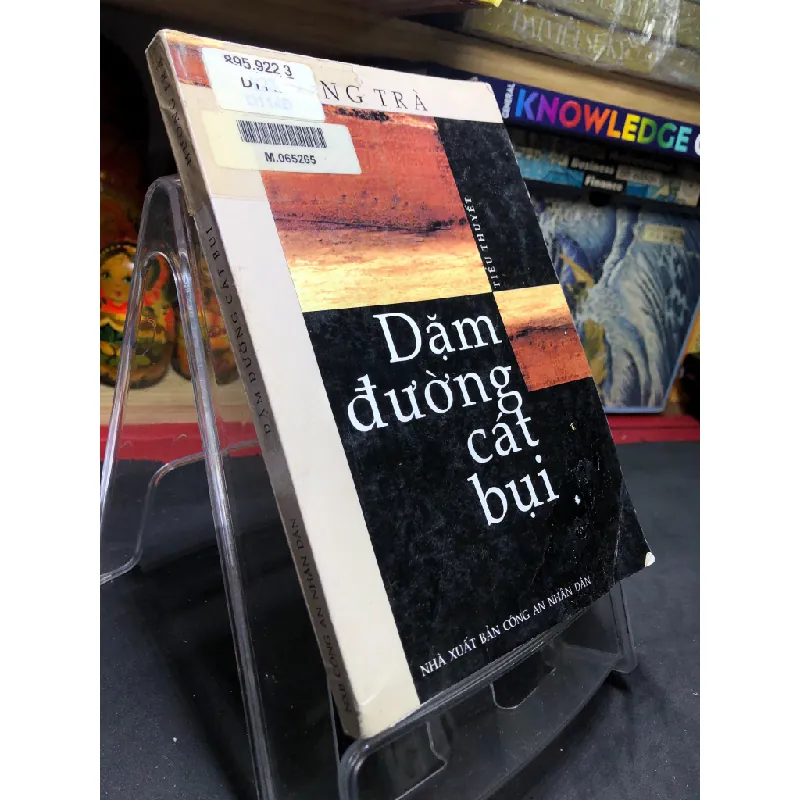 895.922 3
NG TRÀ
M.065265
TIỂU THUYẾT
Dặm
đường
cát
bụi
NHÀ XUẤT BẢN CÔNG AN NHÂN DÂN
DẶM ĐƯỜNG CÁT BỤI
NXB CÔNG AN NHÂN DÂN
GENERAL
KNOWLEDGE
Business
Finance